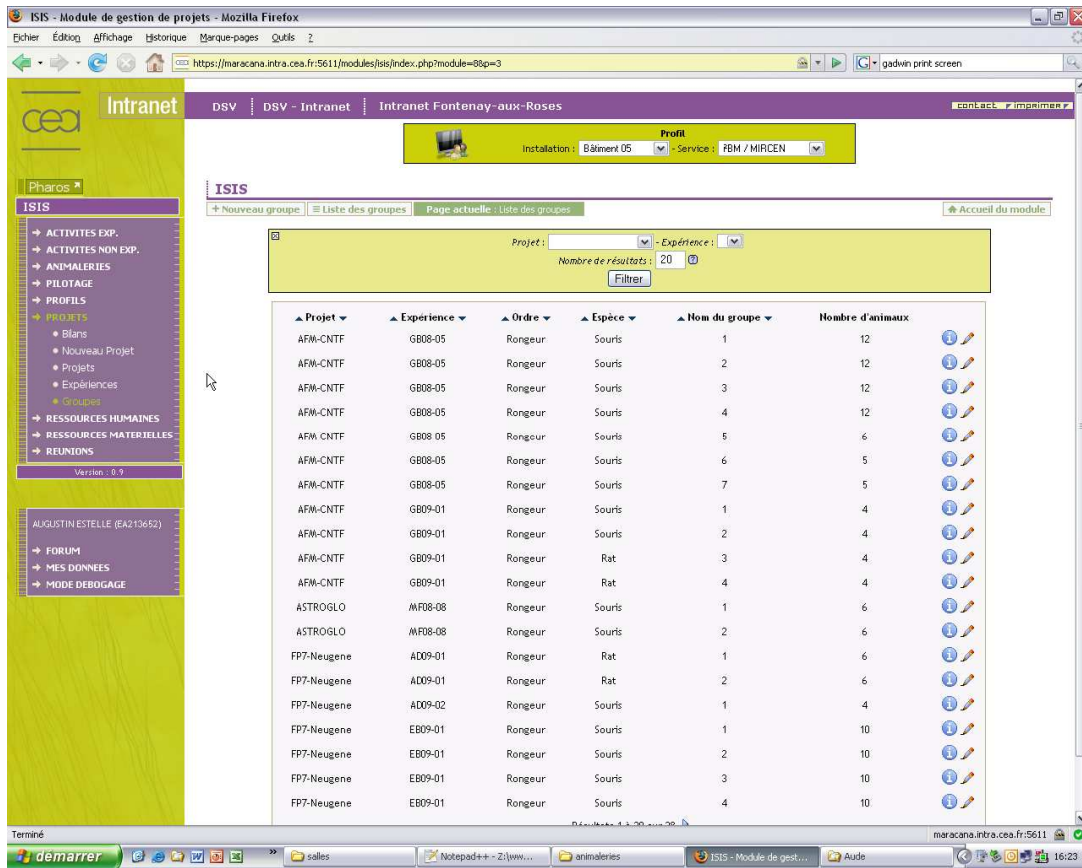 ISIS - Module de gestion de projets - Mozilla Firefox
Fichier Édition Affichage Historique Marque-pages Outils ?
https://maracana.intra.cea.fr:5611/modules/isis/index.php?module=8&p=3 gadwin print screen
cea Intranet DSV DSV - Intranet Intranet Fontenay-aux-Roses contact imprimer
Profil
Installation : Bâtiment 05 - Service : BM / MIRCEN
Pharos
ISIS
ISIS
+ Nouveau groupe Liste des groupes Page actuelle : Liste des groupes Accueil du module
ACTIVITES EXP.
ACTIVITES NON EXP.
ANIMALERIES
PILOTAGE
PROFILS
PROJETS
Bilans
Nouveau Projet
Projets
Expériences
Groupes
RESSOURCES HUMAINES
RESSOURCES MATERIELLES
REUNIONS
Version : 0.9
AUGUSTIN ESTELLE (EA213652)
FORUM
MES DONNEES
MODE DEBOGAGE
Projet : - Expérience :
Nombre de résultats : 20
Filtrer
Projet Expérience Ordre Espèce Nom du groupe Nombre d'animaux
AFM-CNTF GB08-05 Rongeur Souris 1 12
AFM-CNTF GB08-05 Rongeur Souris 2 12
AFM-CNTF GB08-05 Rongeur Souris 3 12
AFM-CNTF GB08-05 Rongeur Souris 4 12
AFM-CNTF GB08-05 Rongeur Souris 5 6
AFM-CNTF GB08-05 Rongeur Souris 6 5
AFM-CNTF GB08-05 Rongeur Souris 7 5
AFM-CNTF GB09-01 Rongeur Souris 1 4
AFM-CNTF GB09-01 Rongeur Souris 2 4
AFM-CNTF GB09-01 Rongeur Rat 3 4
AFM-CNTF GB09-01 Rongeur Rat 4 4
ASTROGLO MF08-08 Rongeur Souris 1 6
ASTROGLO MF08-08 Rongeur Souris 2 6
FP7-Neugene AD09-01 Rongeur Rat 1 6
FP7-Neugene AD09-01 Rongeur Rat 2 6
FP7-Neugene AD09-02 Rongeur Souris 1 4
FP7-Neugene EB09-01 Rongeur Souris 1 10
FP7-Neugene EB09-01 Rongeur Souris 2 10
FP7-Neugene EB09-01 Rongeur Souris 3 10
FP7-Neugene EB09-01 Rongeur Souris 4 10
Résultats 1 à 20 sur
Terminé maracana.intra.cea.fr:5611
démarrer salles Notepad++ - Z:\ww... animaleries ISIS - Module de gest... Aude 16:23